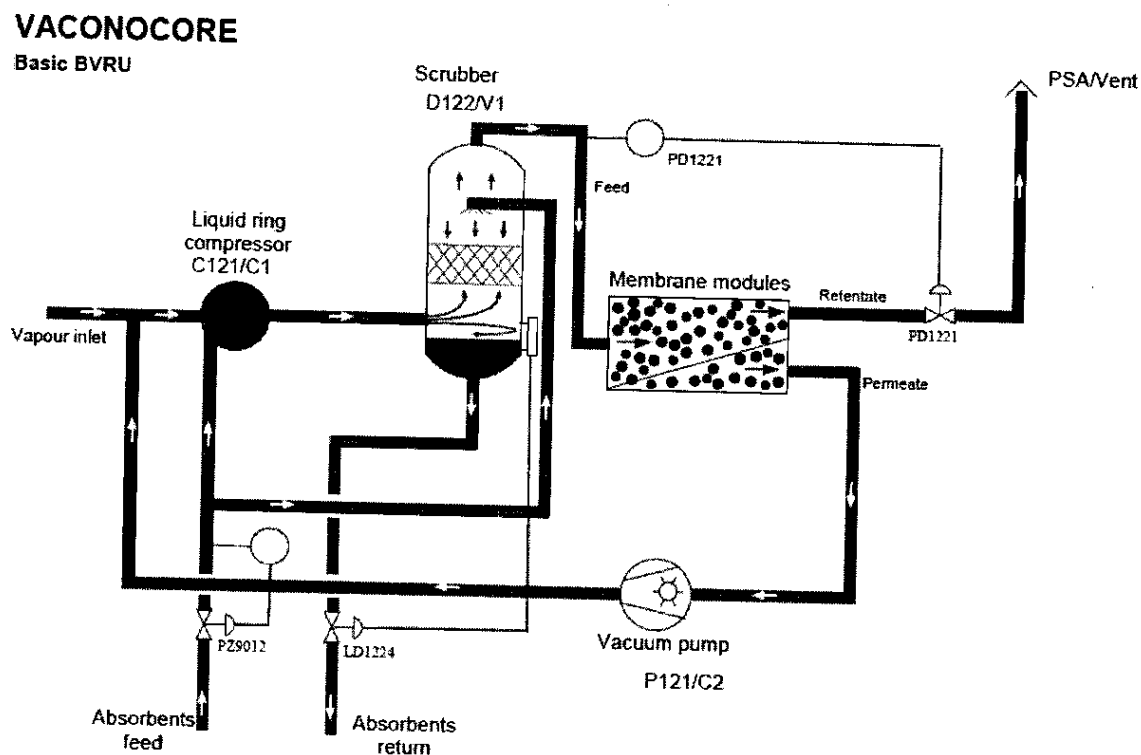 VACONOCORE
Basic BVRU
Scrubber
D122/V1
PSA/Vent
PD1221
Feed
Liquid ring
compressor
C121/C1
Membrane modules
Retentate
Vapour inlet
PD1221
Permeate
PZ9012
LD1224
Vacuum pump
P121/C2
Absorbents
feed
Absorbents
return